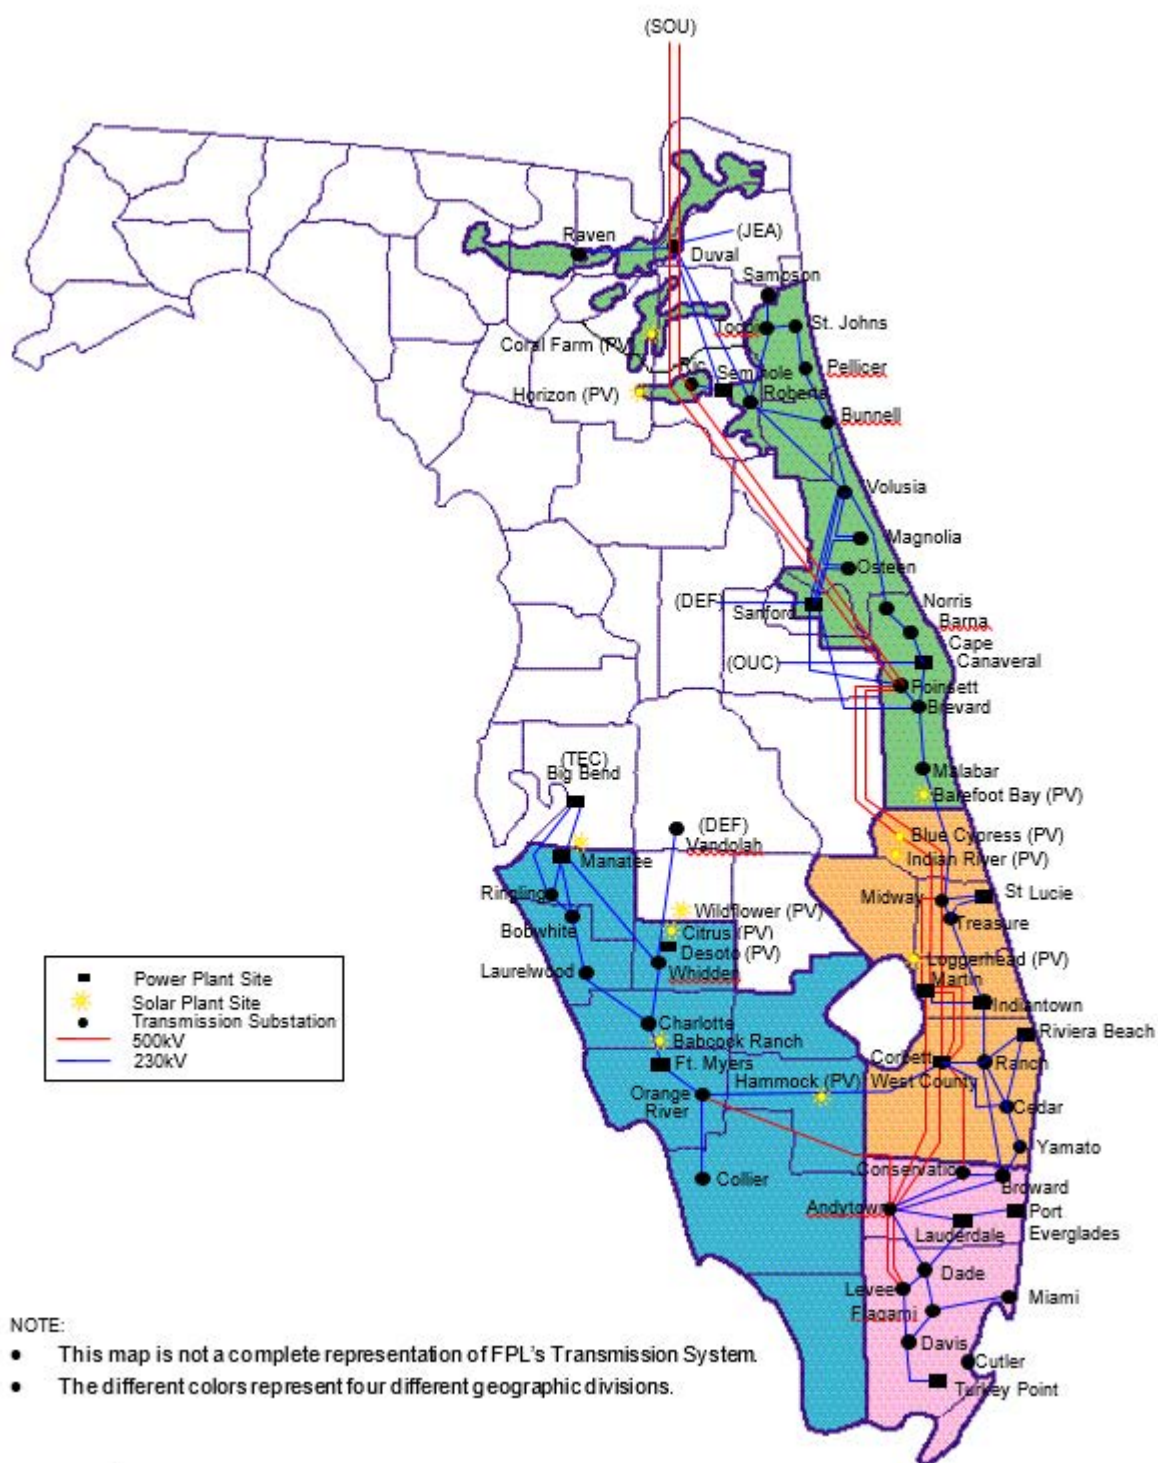 (SOU)
Raven
(JEA)
Duval
Sampson
Tocoi
St. Johns
Coral Farm (PV)
Pellicer
Ric
Seminole
Horizon (PV)
Roberts
Bunnell
Volusia
Magnolia
Osteen
(DEF)
Sanford
Norris
Barna
Cape
Canaveral
(OUC)
Poinsett
Brevard
(TEC)
Big Bend
Malabar
Barefoot Bay (PV)
(DEF)
Vandolah
Blue Cypress (PV)
Manatee
Indian River (PV)
Ringling
Midway
St Lucie
Wildflower (PV)
Treasure
Bobwhite
Citrus (PV)
Desoto (PV)
Loggerhead (PV)
Laurelwood
Whidden
Martin
Indiantown
Power Plant Site
Solar Plant Site
Transmission Substation
500kV
230kV
Charlotte
Riviera Beach
Babcock Ranch
Ft. Myers
Corbett
Ranch
Hammock (PV)
West County
Orange
River
Cedar
Yamato
Conservation
Collier
Broward
Andytown
Port
Everglades
Lauderdale
Dade
Levee
Miami
Flagami
Davis
Cutler
Turkey Point
NOTE:
● This map is not a complete representation of FPL's Transmission System.
● The different colors represent four different geographic divisions.